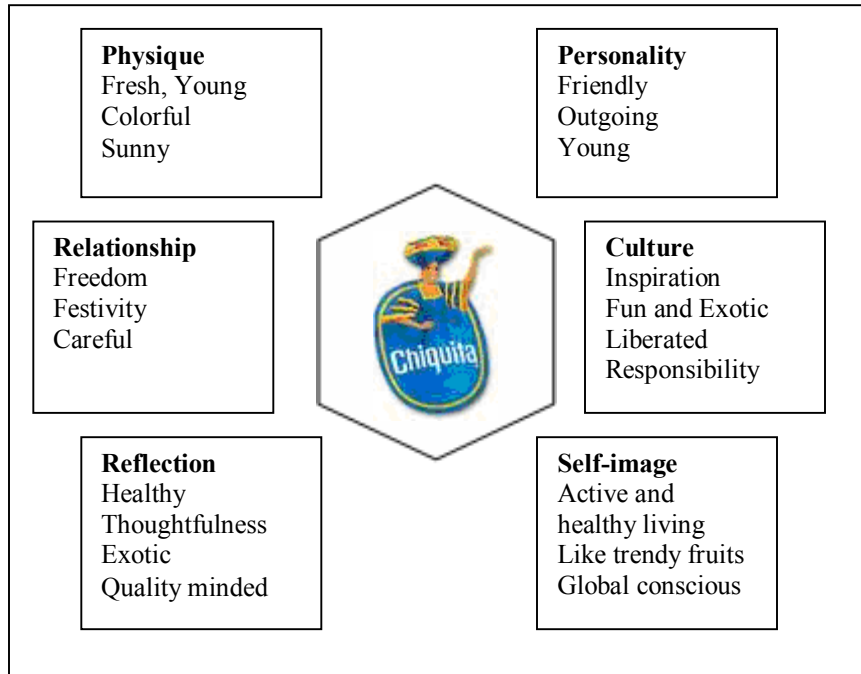 Physique
Fresh, Young
Colorful
Sunny
Personality
Friendly
Outgoing
Young
Relationship
Freedom
Festivity
Careful
Chiquita
Culture
Inspiration
Fun and Exotic
Liberated
Responsibility
Reflection
Healthy
Thoughtfulness
Exotic
Quality minded
Self-image
Active and
healthy living
Like trendy fruits
Global conscious